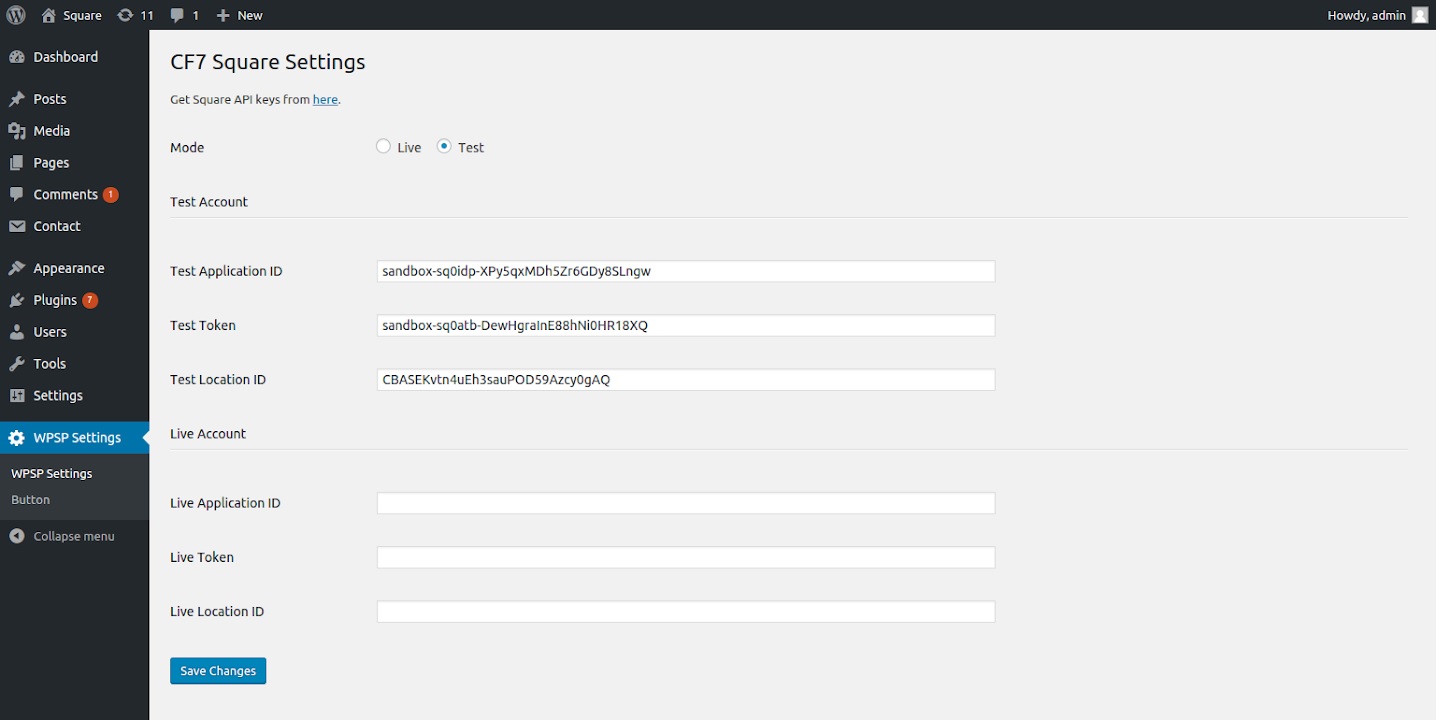 Square 11 1 New Howdy, admin
Dashboard
Posts
Media
Pages
Comments 1
Contact
Appearance
Plugins 7
Users
Tools
Settings
WPSP Settings
WPSP Settings
Button
Collapse menu
CF7 Square Settings
Get Square API keys from here.
Mode Live Test
Test Account
Test Application ID sandbox-sq0idp-XPy5qxMDh5Zr6GDy8SLngw
Test Token sandbox-sq0atb-DewHgraInE88hNi0HR18XQ
Test Location ID CBASEKvtn4uEh3sauPOD59Azcy0gAQ
Live Account
Live Application ID
Live Token
Live Location ID
Save Changes